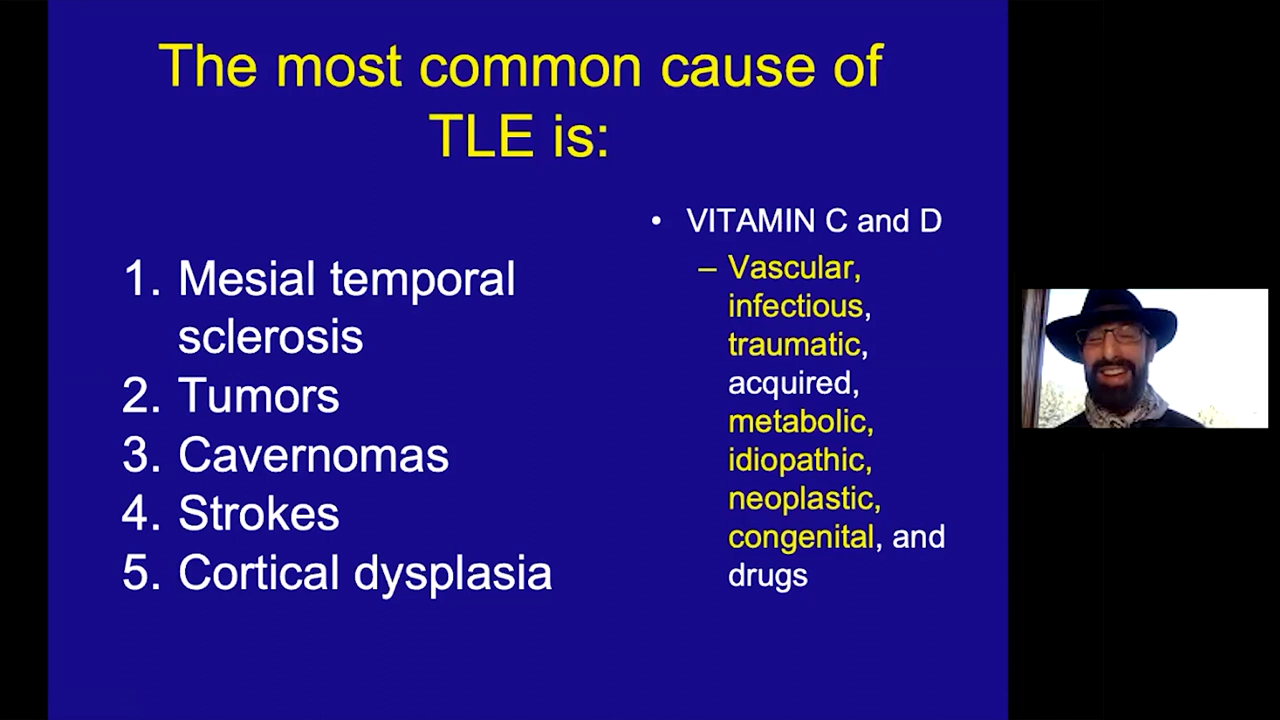 The most common cause of
TLE is:
1. Mesial temporal
sclerosis
2. Tumors
3. Cavernomas
4. Strokes
5. Cortical dysplasia
• VITAMIN C and D
– Vascular,
infectious,
traumatic,
acquired,
metabolic,
idiopathic,
neoplastic,
congenital, and
drugs